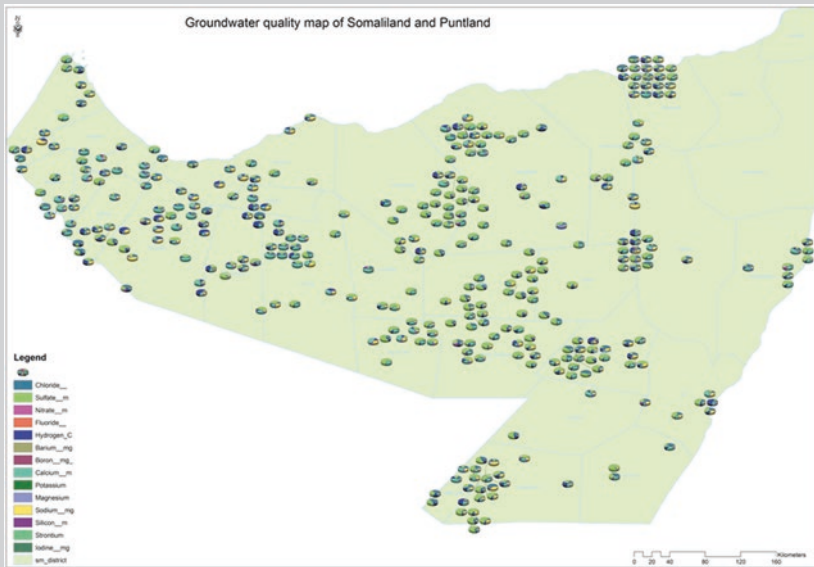 N
Groundwater quality map of Somaliland and Puntland
Legend
Chloride__
Sulfate__m
Nitrate__m
Fluoride__
Hydrogen_C
Barium__mg
Boron__mg_
Calcium__m
Potassium
Magnesium
Sodium__mg
Silicon__m
Strontium
Iodine__mg
sm_district
Kilometers
0 20 40 80 120 160